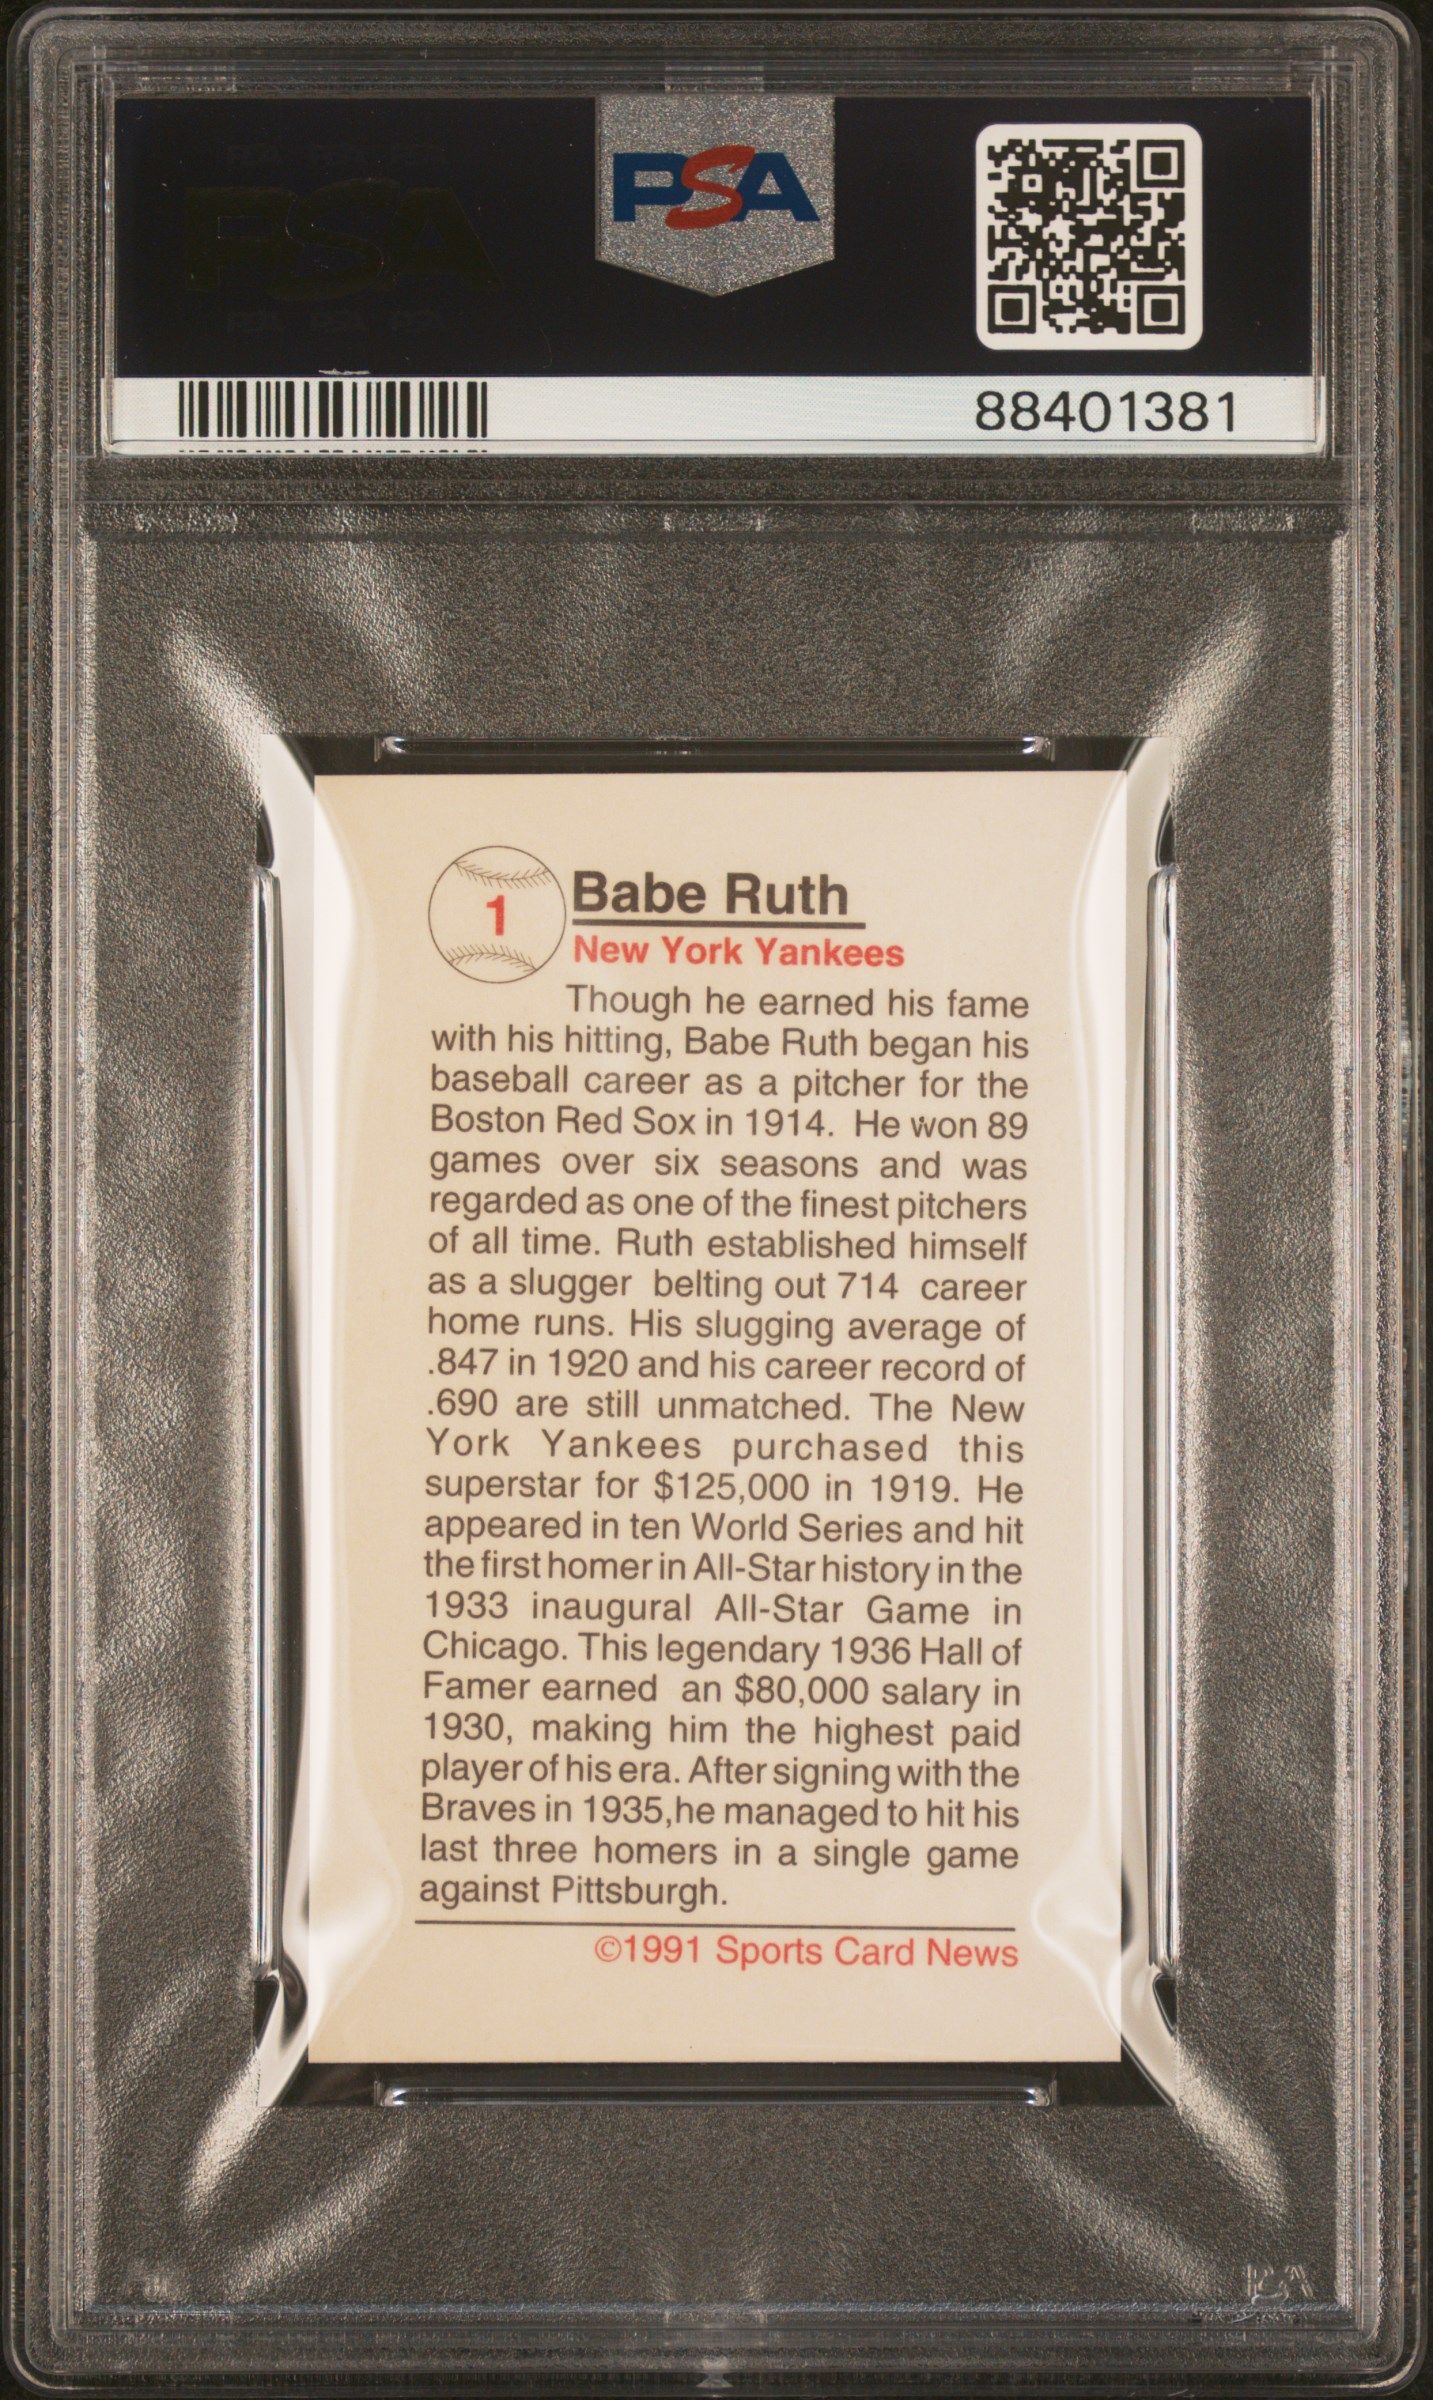 PSA
88401381
1
Babe Ruth
New York Yankees
Though he earned his fame
with his hitting, Babe Ruth began his
baseball career as a pitcher for the
Boston Red Sox in 1914. He won 89
games over six seasons and was
regarded as one of the finest pitchers
of all time. Ruth established himself
as a slugger belting out 714 career
home runs. His slugging average of
.847 in 1920 and his career record of
.690 are still unmatched. The New
York Yankees purchased this
superstar for $125,000 in 1919. He
appeared in ten World Series and hit
the first homer in All-Star history in the
1933 inaugural All-Star Game in
Chicago. This legendary 1936 Hall of
Famer earned an $80,000 salary in
1930, making him the highest paid
player of his era. After signing with the
Braves in 1935,he managed to hit his
last three homers in a single game
against Pittsburgh.
©1991 Sports Card News
PSA